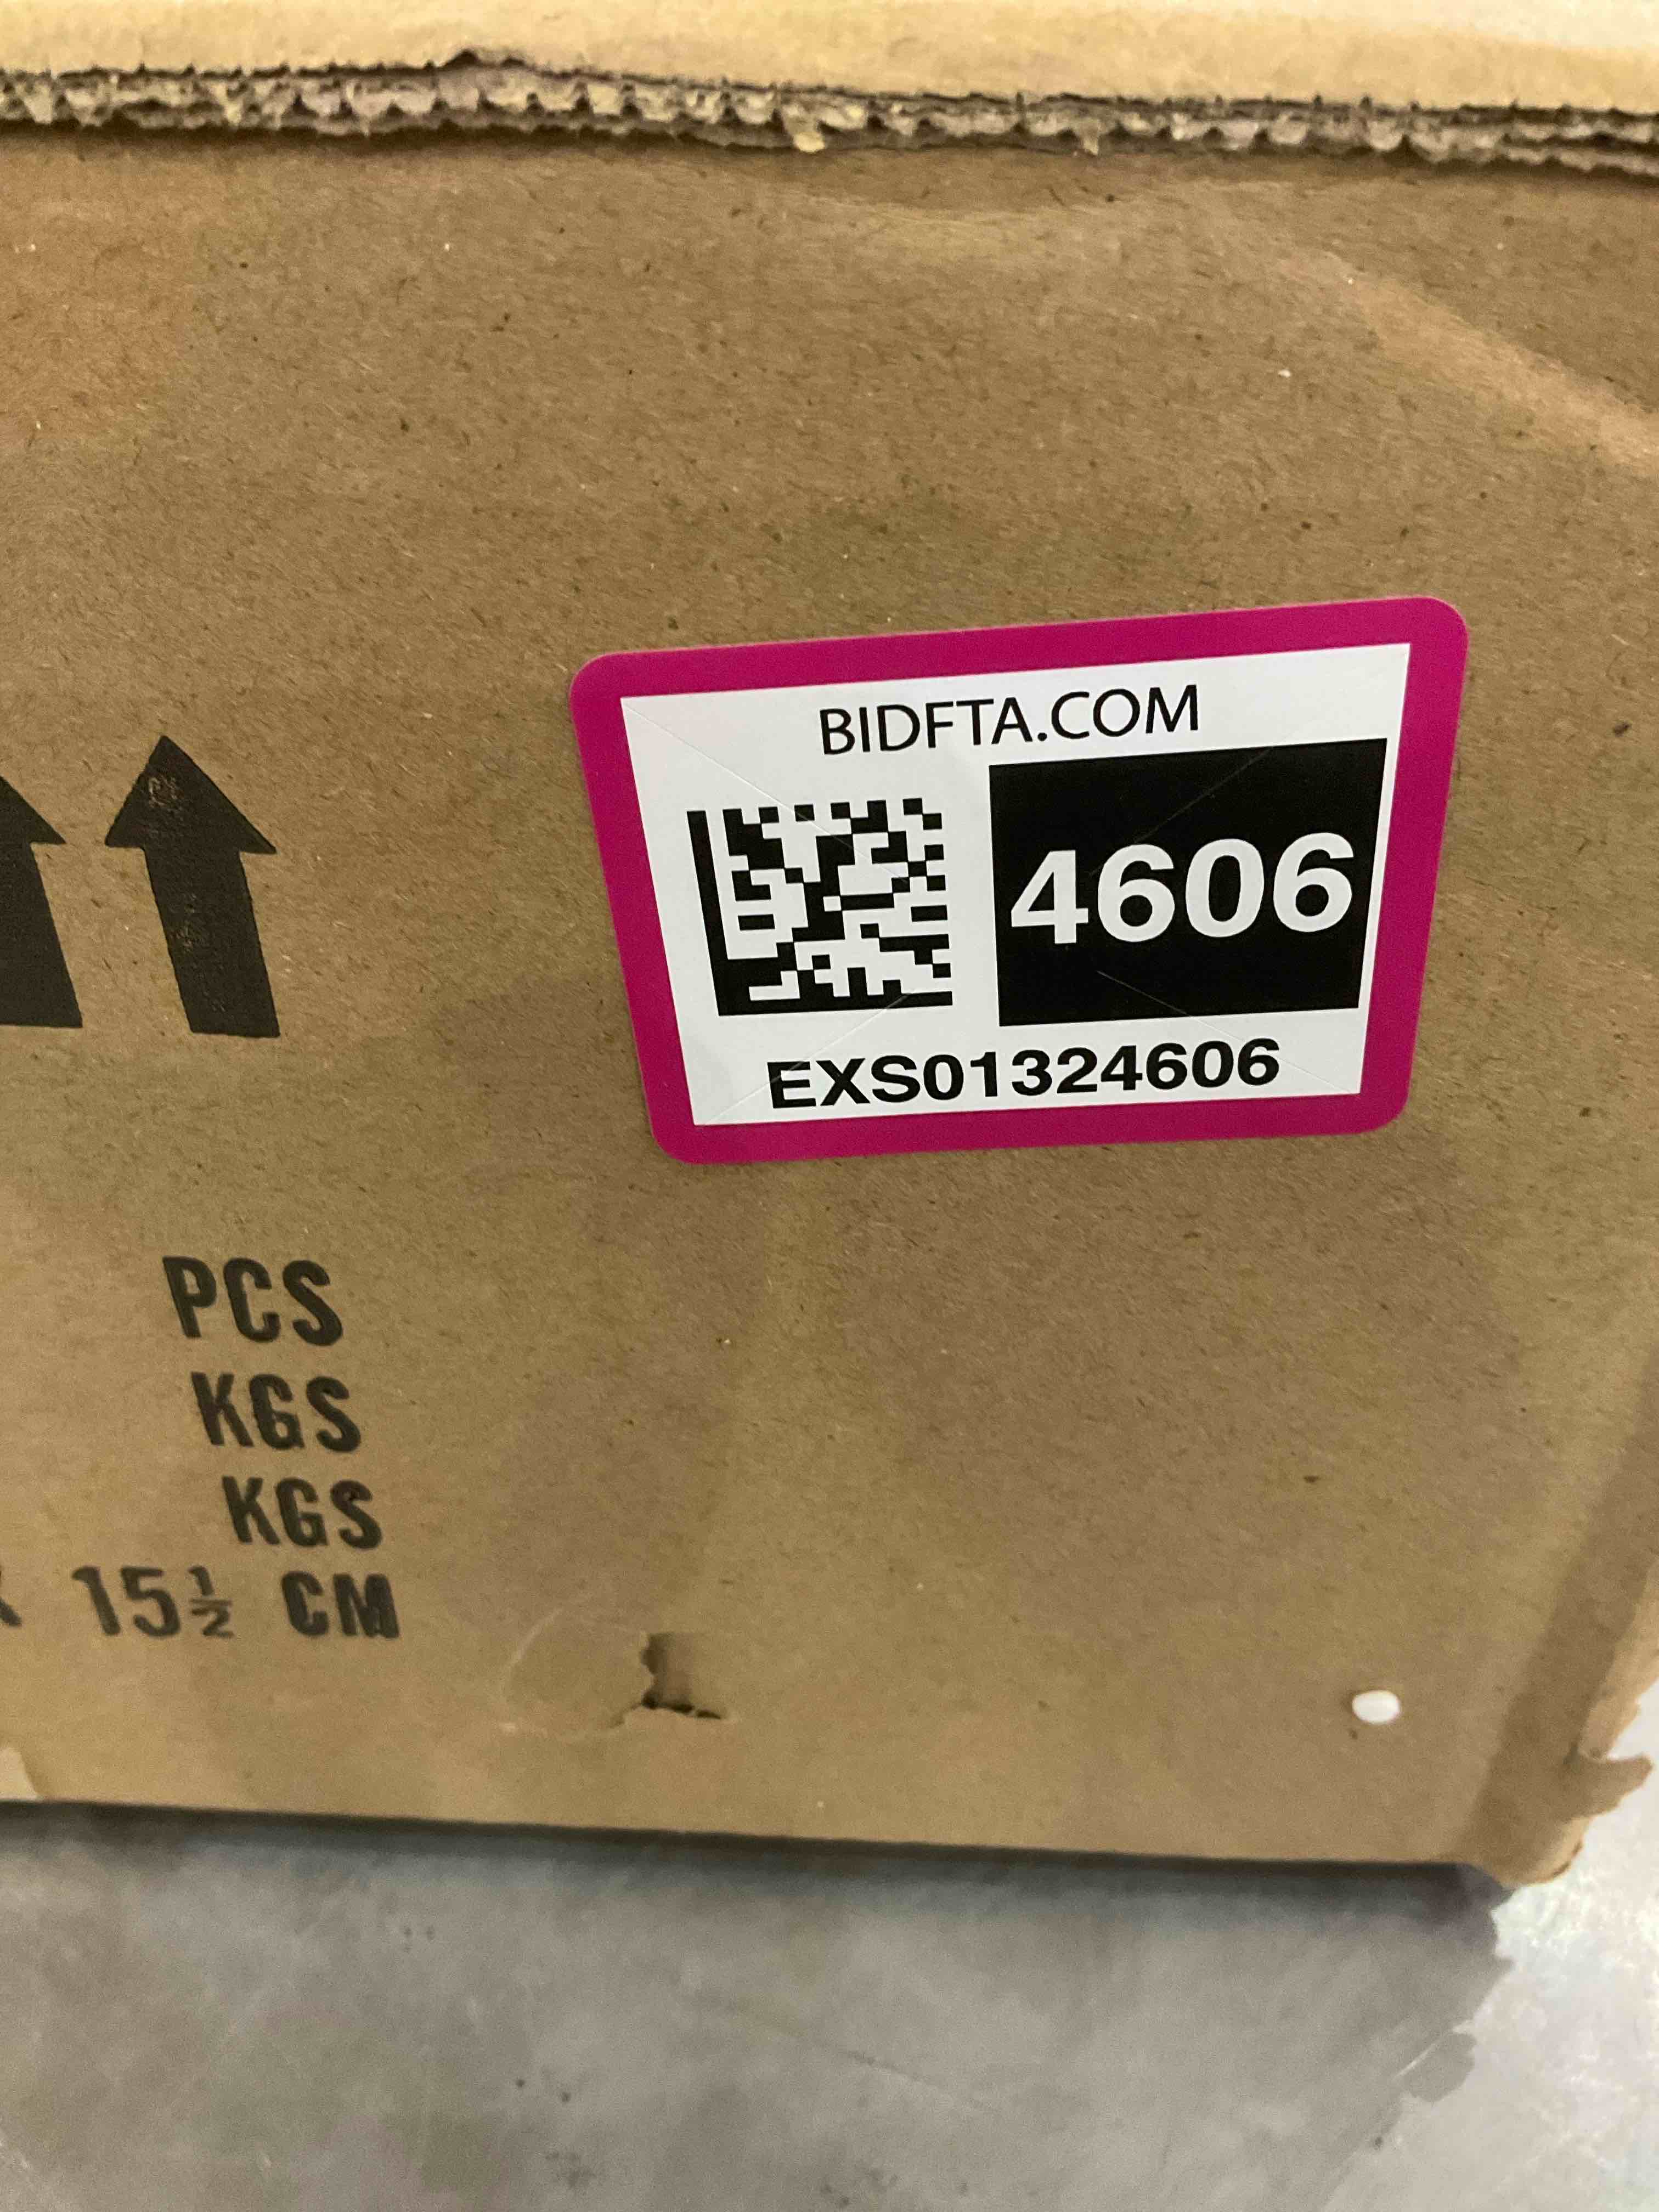 BIDFTA.COM
4606
EXS01324606
PCS
KGS
KGS
15½ CM